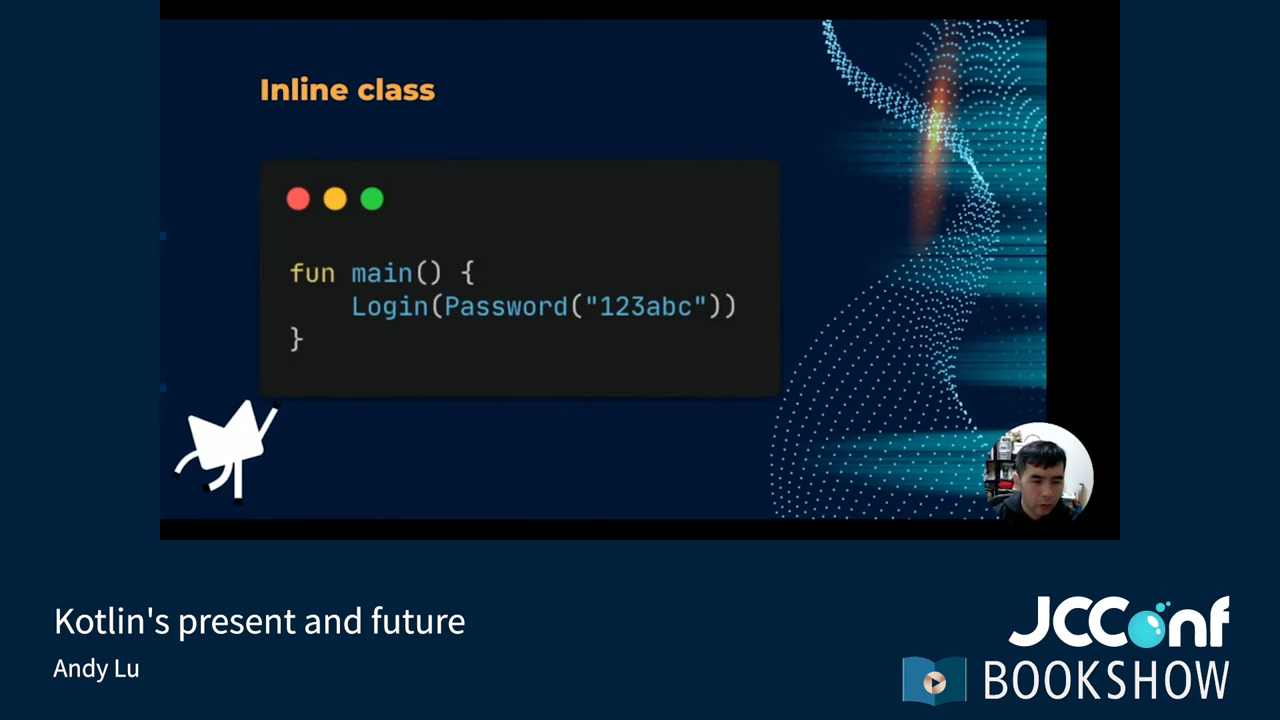 Inline class
fun main() {
    Login(Password("123abc"))
}
Kotlin's present and future
Andy Lu
JCConf
BOOKSHOW